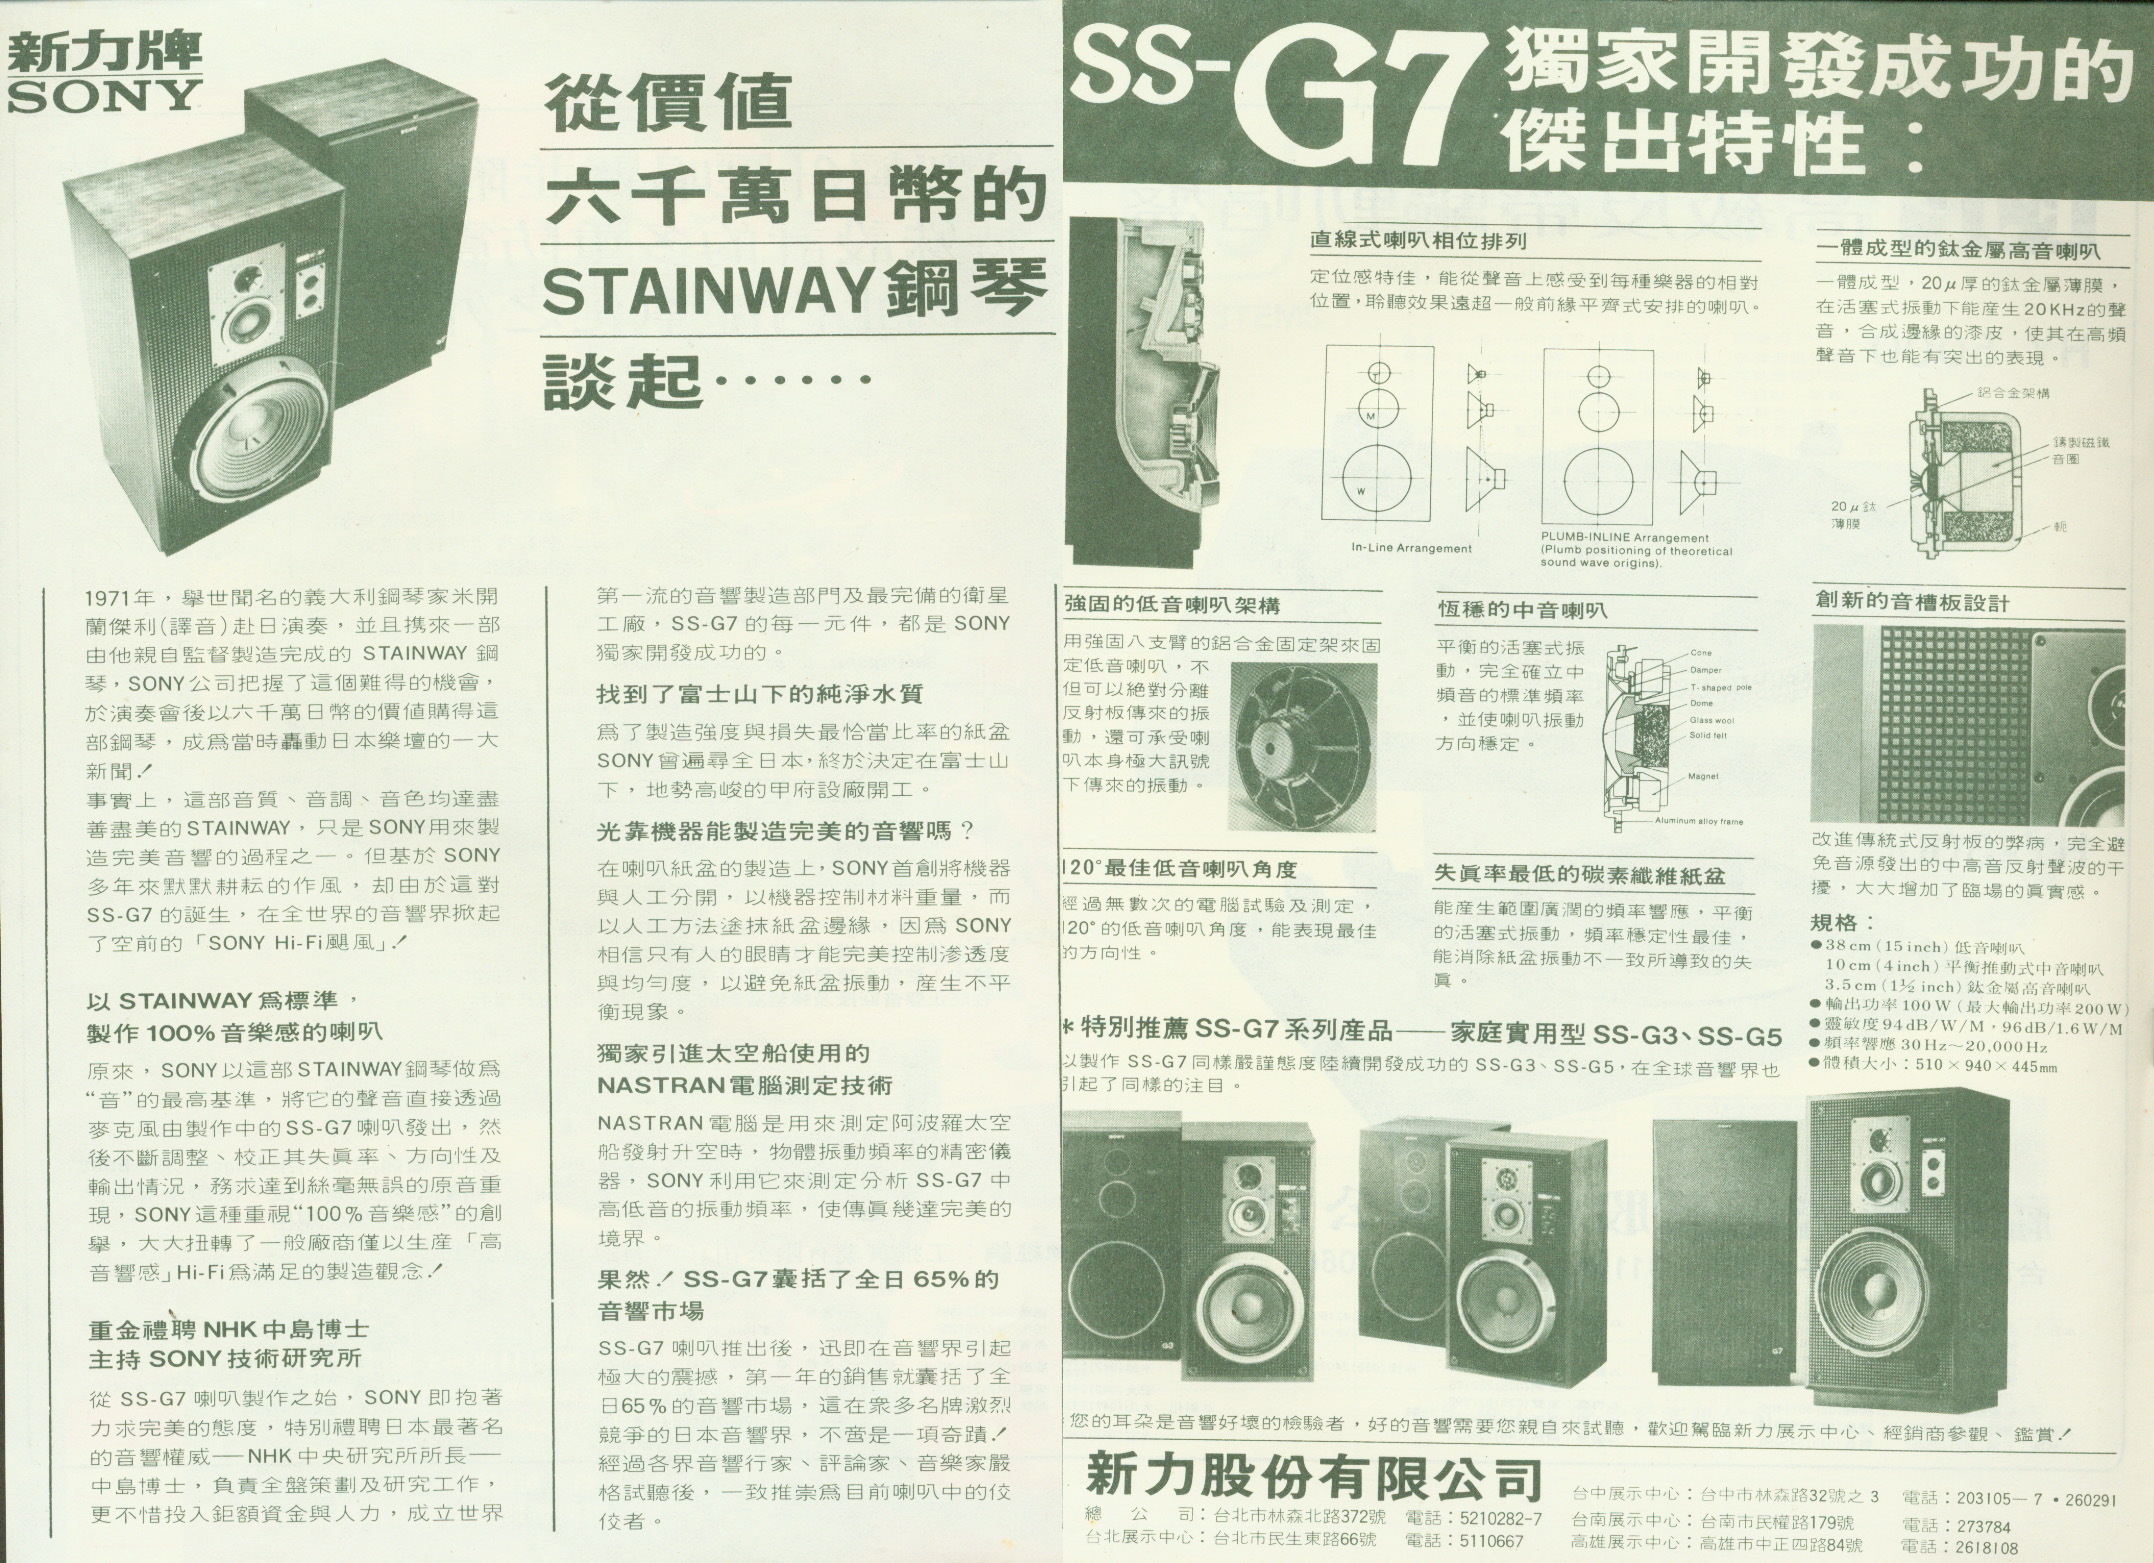 新力牌
SONY
從價值
六千萬日幣的
STAINWAY鋼琴
談起······
1971年，舉世聞名的義大利鋼琴家米開
蘭傑利(譯音)赴日演奏，並且携來一部
由他親自監督製造完成的 STAINWAY 鋼
琴，SONY公司把握了這個難得的機會，
於演奏會後以六千萬日幣的價值購得這
部鋼琴，成爲當時轟動日本樂壇的一大
新聞！
事實上，這部音質、音調、音色均達盡
善盡美的STAINWAY，只是SONY用來製
造完美音響的過程之一。但基於 SONY
多年來默默耕耘的作風，却由於這對
SS-G7 的誕生，在全世界的音響界掀起
了空前的「SONY Hi-Fi颶風」！
以 STAINWAY 爲標準，
製作 100% 音樂感的喇叭
原來，SONY以這部STAINWAY鋼琴做爲
“音”的最高基準，將它的聲音直接透過
麥克風由製作中的SS-G7喇叭發出，然
後不斷調整、校正其失眞率、方向性及
輸出情況，務求達到絲毫無誤的原音重
現，SONY這種重視“100%音樂感”的創
舉，大大扭轉了一般廠商僅以生產「高
音響感」Hi-Fi爲滿足的製造觀念！
重金禮聘 NHK 中島博士
主持 SONY 技術研究所
從 SS-G7 喇叭製作之始，SONY 即抱著
力求完美的態度，特別禮聘日本最著名
的音響權威──NHK 中央研究所所長──
中島博士，負責全盤策劃及研究工作，
更不惜投入鉅額資金與人力，成立世界
第一流的音響製造部門及最完備的衛星
工廠，SS-G7 的每一元件，都是 SONY
獨家開發成功的。
找到了富士山下的純淨水質
爲了製造強度與損失最恰當比率的紙盆
SONY曾遍尋全日本，終於決定在富士山
下，地勢高峻的甲府設廠開工。
光靠機器能製造完美的音響嗎？
在喇叭紙盆的製造上，SONY首創將機器
與人工分開，以機器控制材料重量，而
以人工方法塗抹紙盆邊緣，因爲 SONY
相信只有人的眼睛才能完美控制滲透度
與均勻度，以避免紙盆振動，產生不平
衡現象。
獨家引進太空船使用的
NASTRAN電腦測定技術
NASTRAN 電腦是用來測定阿波羅太空
船發射升空時，物體振動頻率的精密儀
器，SONY 利用它來測定分析 SS-G7 中
高低音的振動頻率，使傳眞幾達完美的
境界。
果然！SS-G7囊括了全日65%的
音響市場
SS-G7 喇叭推出後，迅即在音響界引起
極大的震撼，第一年的銷售就囊括了全
日65%的音響市場，這在衆多名牌激烈
競爭的日本音響界，不啻是一項奇蹟！
經過各界音響行家、評論家、音樂家嚴
格試聽後，一致推崇爲目前喇叭中的佼
佼者。
SS-G7 獨家開發成功的
傑出特性：
直線式喇叭相位排列
定位感特佳，能從聲音上感受到每種樂器的相對
位置，聆聽效果遠超一般前緣平齊式安排的喇叭。
T
M
W
In-Line Arrangement
PLUMB-INLINE Arrangement
(Plumb positioning of theoretical
sound wave origins).
一體成型的鈦金屬高音喇叭
一體成型，20μ厚的鈦金屬薄膜，
在活塞式振動下能產生20KHz的聲
音，合成邊緣的漆皮，使其在高頻
聲音下也能有突出的表現。
鋁合金架構
鑄製磁鐵
音圈
20μ鈦
薄膜
軛
強固的低音喇叭架構
用強固八支臂的鋁合金固定架來固
定低音喇叭，不
但可以絕對分離
反射板傳來的振
動，還可承受喇
叭本身極大訊號
下傳來的振動。
恆穩的中音喇叭
平衡的活塞式振
動，完全確立中
頻音的標準頻率
，並使喇叭振動
方向穩定。
Cone
Damper
T-shaped pole
Dome
Glass wool
Solid felt
Magnet
Aluminum alloy frame
創新的音槽板設計
改進傳統式反射板的弊病，完全避
免音源發出的中高音反射聲波的干
擾，大大增加了臨場的眞實感。
120°最佳低音喇叭角度
經過無數次的電腦試驗及測定，
120°的低音喇叭角度，能表現最佳
的方向性。
失眞率最低的碳素纖維紙盆
能產生範圍廣濶的頻率響應，平衡
的活塞式振動，頻率穩定性最佳，
能消除紙盆振動不一致所導致的失
眞。
規格：
●38cm (15 inch) 低音喇叭
10cm (4 inch) 平衡推動式中音喇叭
3.5cm (1½ inch) 鈦金屬高音喇叭
●輸出功率100W (最大輸出功率200W)
●靈敏度94dB/W/M，96dB/1.6W/M
●頻率響應30Hz～20,000Hz
●體積大小：510×940×445mm
＊特別推薦 SS-G7 系列產品──家庭實用型 SS-G3、SS-G5
以製作 SS-G7同樣嚴謹態度陸續開發成功的 SS-G3、SS-G5，在全球音響界也
引起了同樣的注目。
SONY
G3
SONY
SONY
G7
您的耳朶是音響好壞的檢驗者，好的音響需要您親自來試聽，歡迎駕臨新力展示中心、經銷商參觀、鑑賞！
新力股份有限公司
總公司：台北市林森北路372號 電話：5210282-7
台北展示中心：台北市民生東路66號 電話：5110667
台中展示中心：台中市林森路32號之3 電話：203105—7・260291
台南展示中心：台南市民權路179號 電話：273784
高雄展示中心：高雄市中正四路84號 電話：2618108